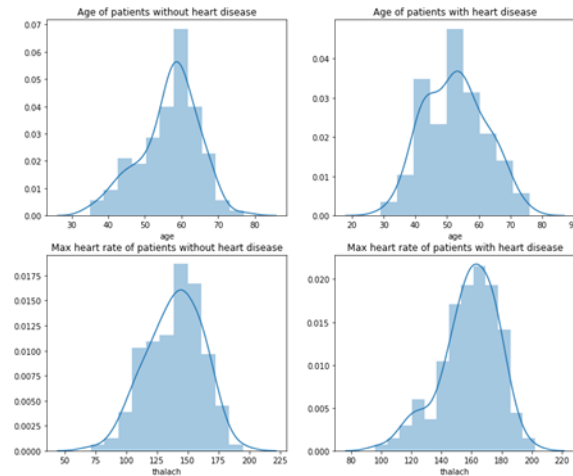 Age of patients without heart disease
0.07
0.06
0.05
0.04
0.03
0.02
0.01
0.00
30 40 50 60 70 80
age
Age of patients with heart disease
0.04
0.03
0.02
0.01
0.00
20 30 40 50 60 70 80 9
age
Max heart rate of patients without heart disease
0.0175
0.0150
0.0125
0.0100
0.0075
0.0050
0.0025
0.0000
50 75 100 125 150 175 200 225
thalach
Max heart rate of patients with heart disease
0.020
0.015
0.010
0.005
0.000
80 100 120 140 160 180 200 220
thalach